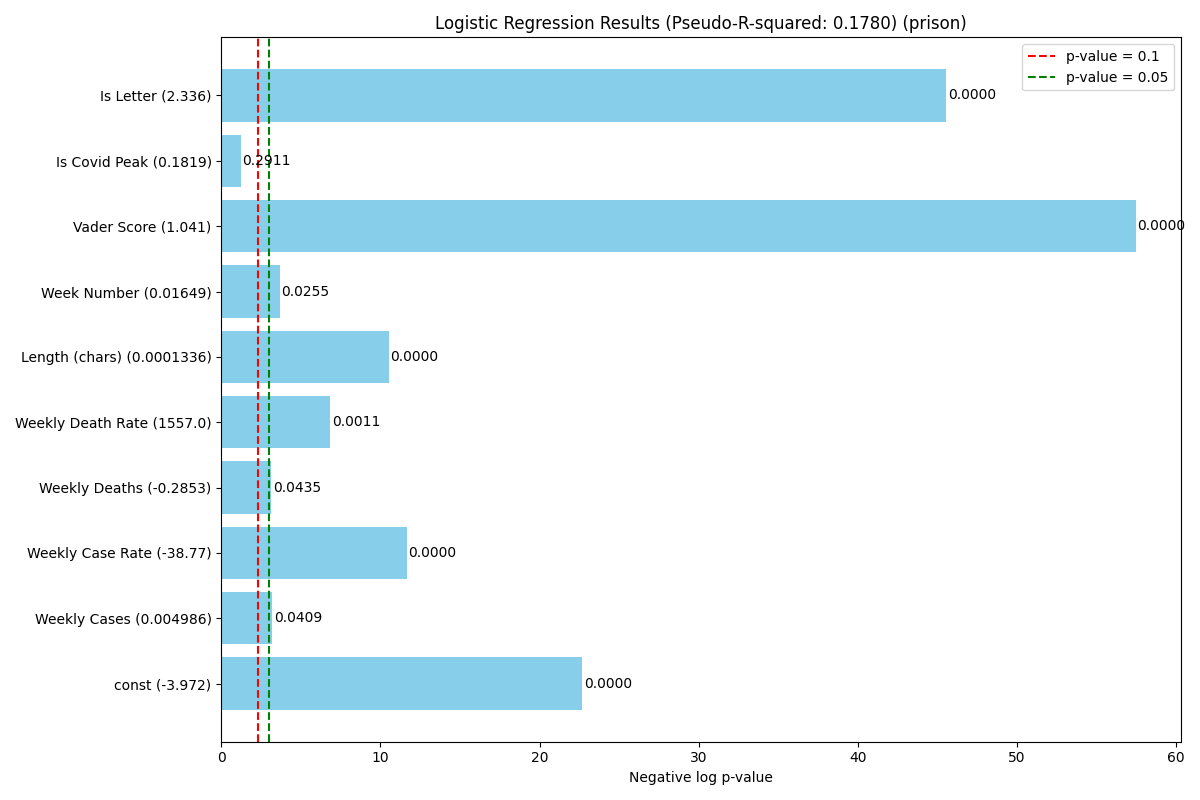 Logistic Regression Results (Pseudo-R-squared: 0.1780) (prison)
p-value = 0.1
p-value = 0.05
Is Letter (2.336) 0.0000
Is Covid Peak (0.1819) 0.2911
Vader Score (1.041) 0.0000
Week Number (0.01649) 0.0255
Length (chars) (0.0001336) 0.0000
Weekly Death Rate (1557.0) 0.0011
Weekly Deaths (-0.2853) 0.0435
Weekly Case Rate (-38.77) 0.0000
Weekly Cases (0.004986) 0.0409
const (-3.972) 0.0000
0 10 20 30 40 50 60
Negative log p-value